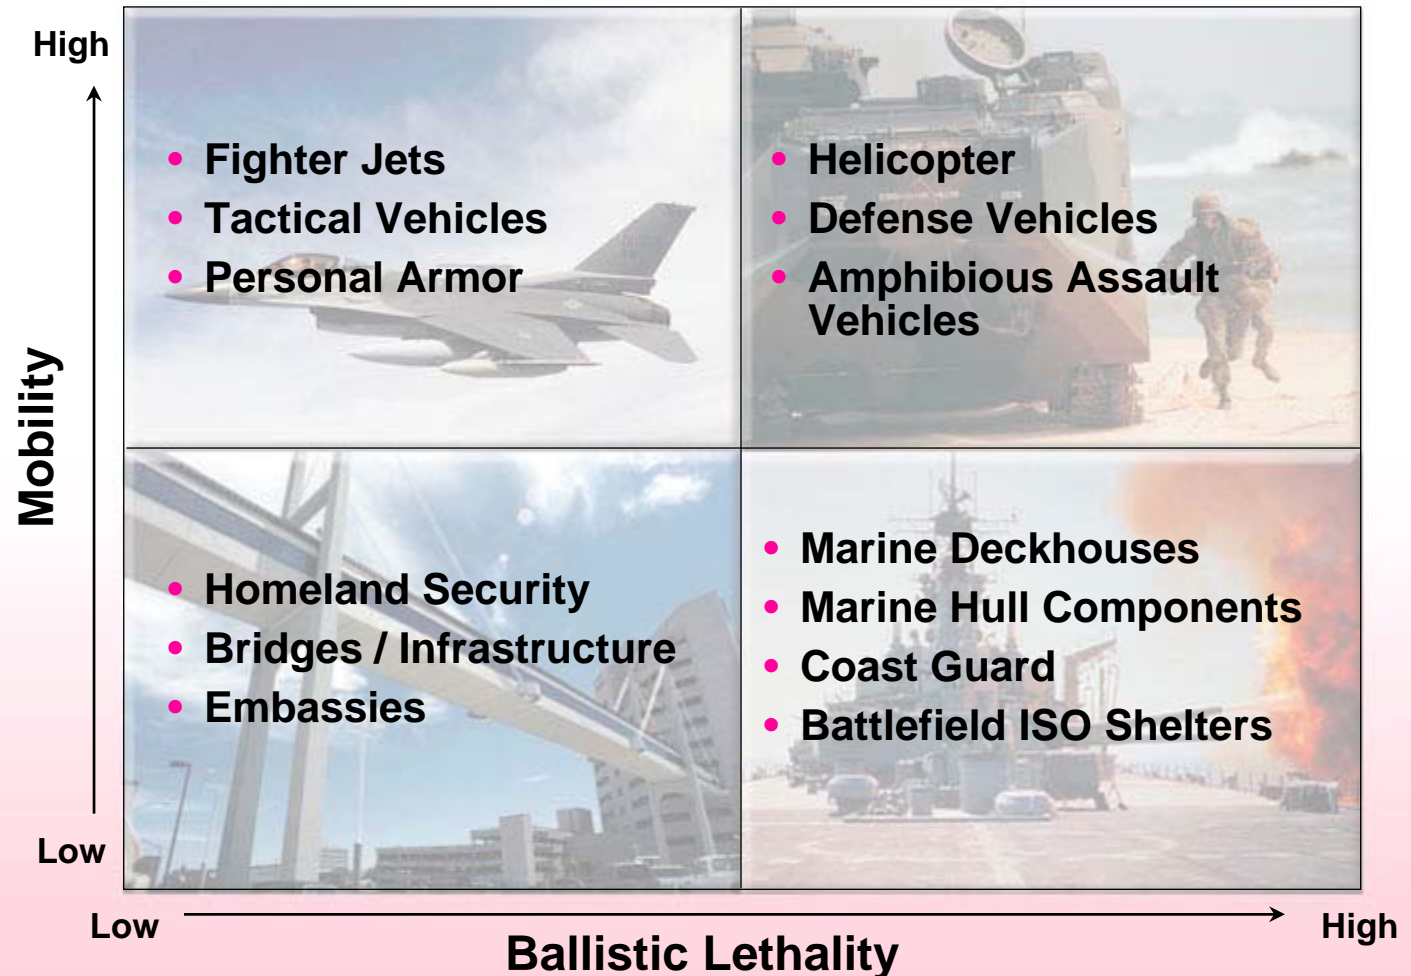 High
• Fighter Jets
• Tactical Vehicles
• Personal Armor
• Helicopter
• Defense Vehicles
• Amphibious Assault
Vehicles
Mobility
• Homeland Security
• Bridges / Infrastructure
• Embassies
• Marine Deckhouses
• Marine Hull Components
• Coast Guard
• Battlefield ISO Shelters
Low
Low
High
Ballistic Lethality